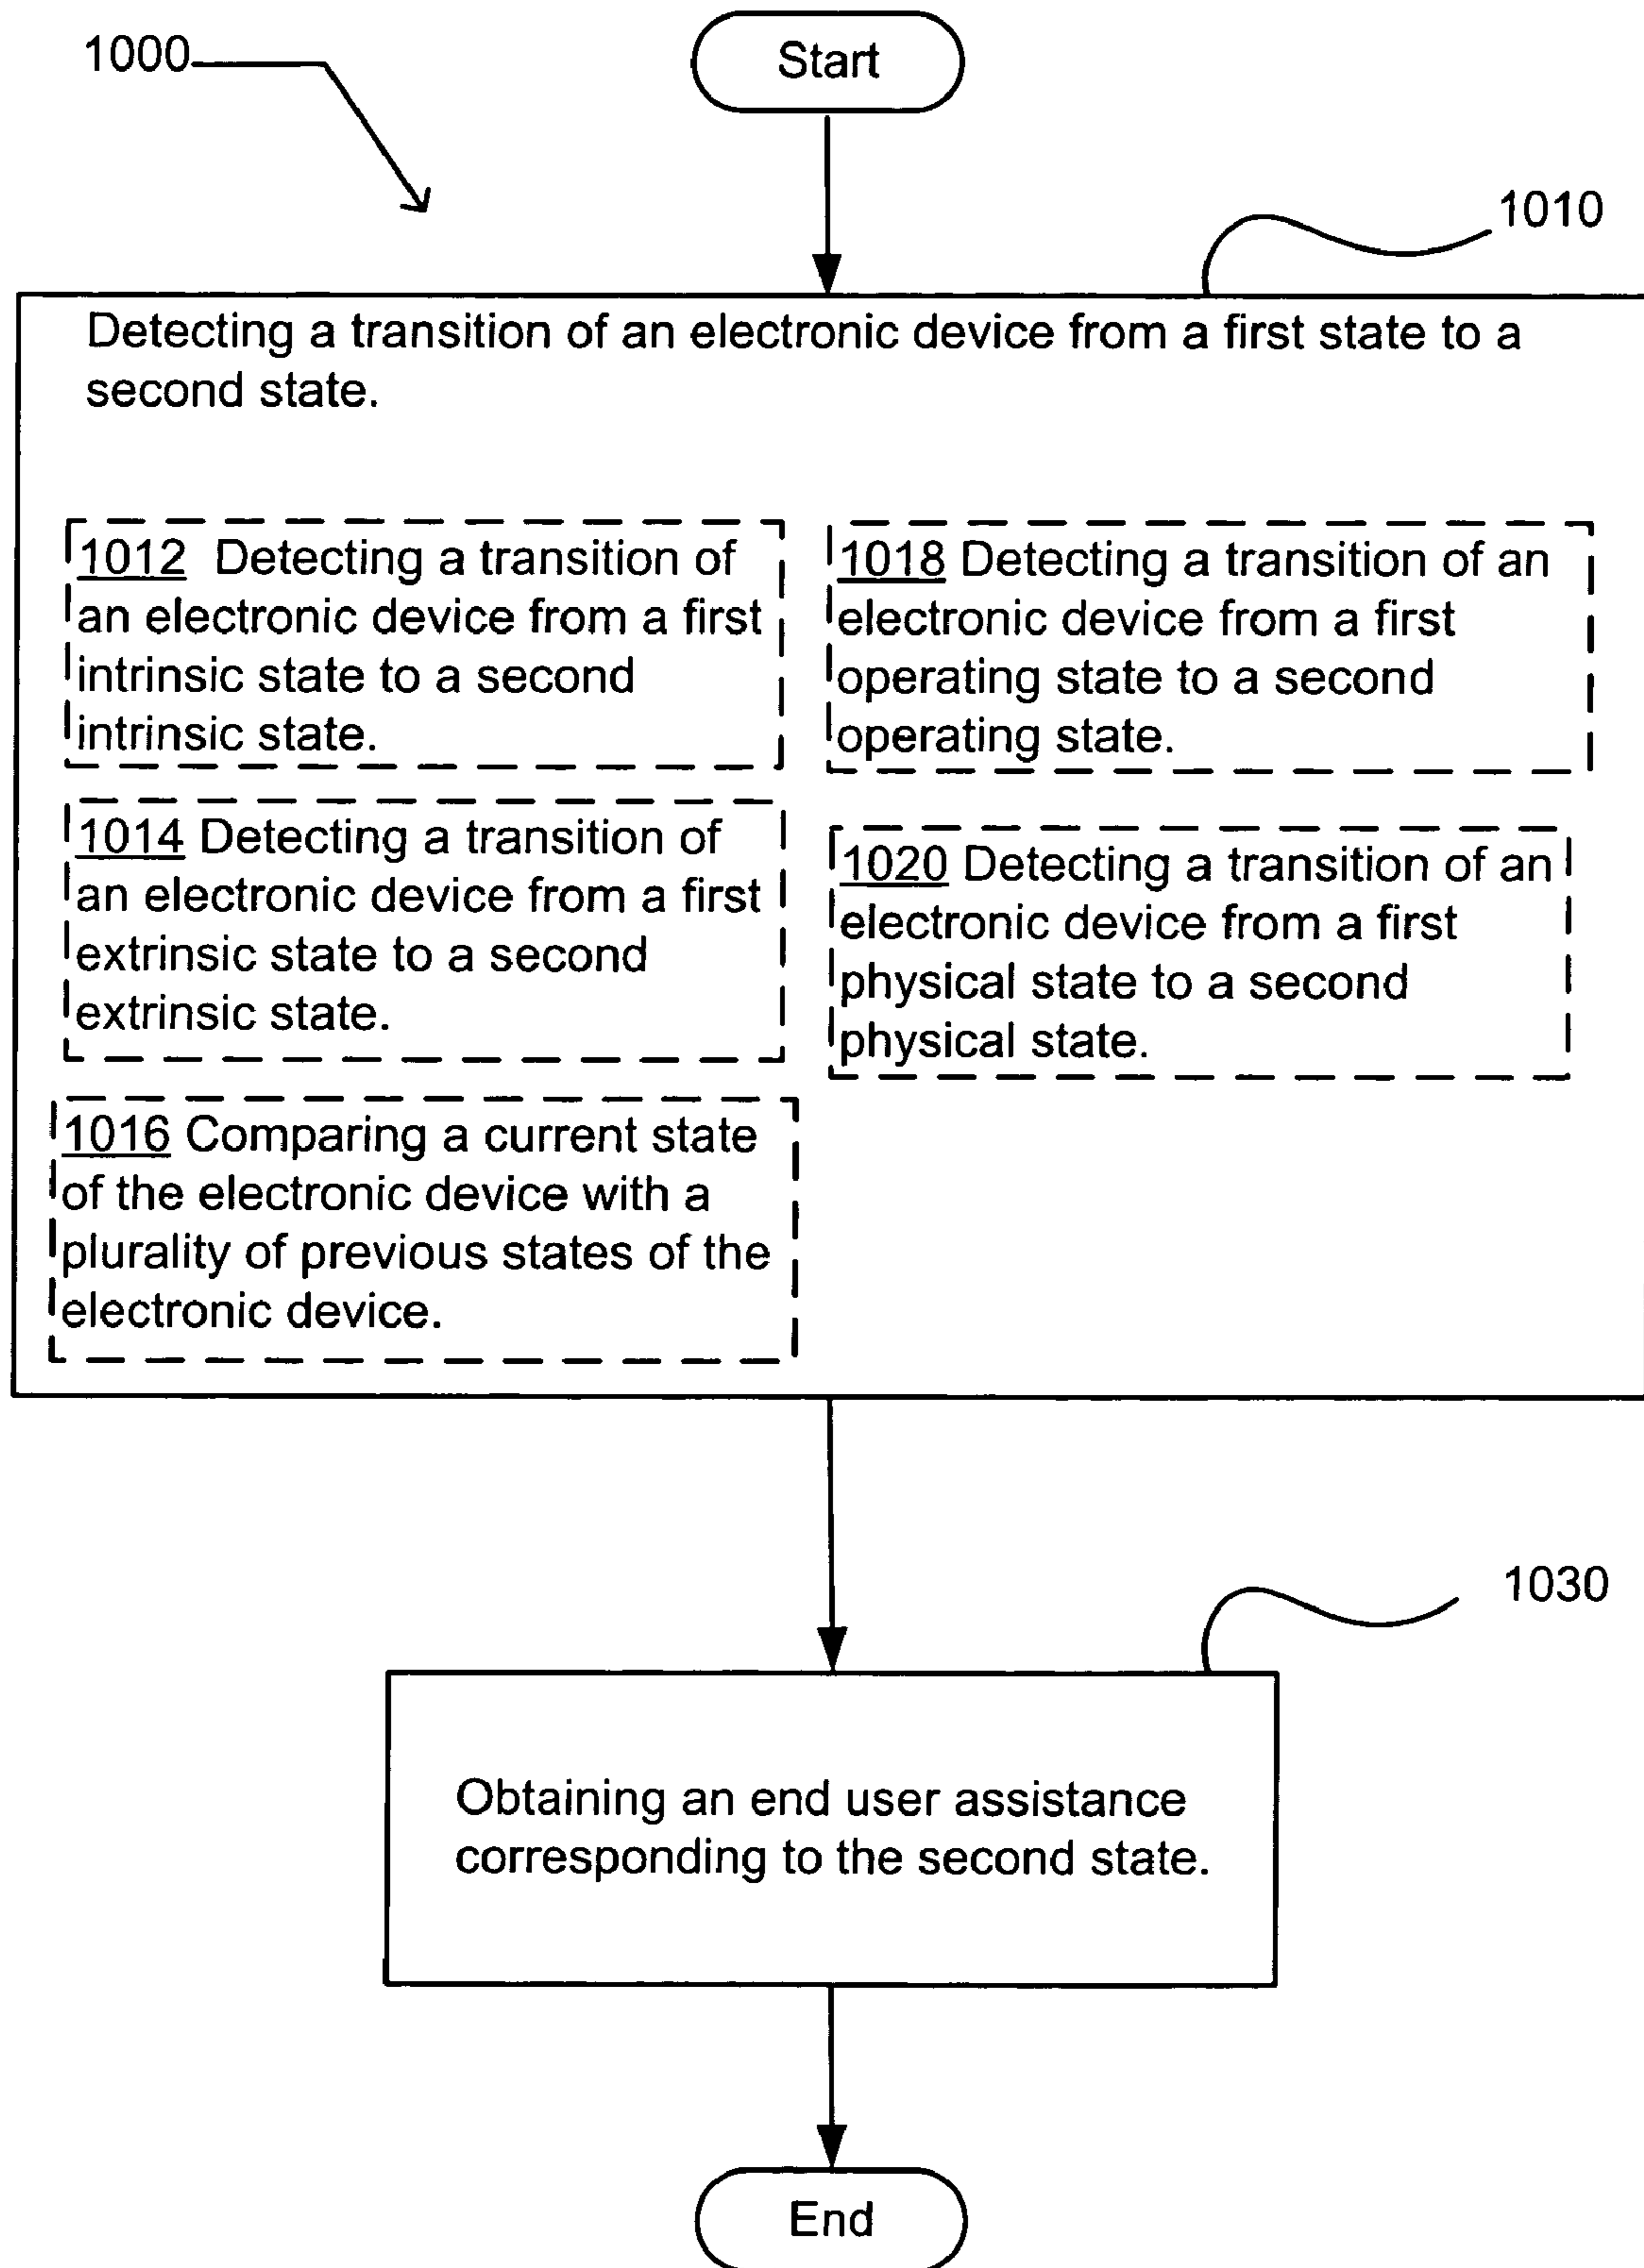 1000
Start
1010
Detecting a transition of an electronic device from a first state to a
second state.
1012 Detecting a transition of
an electronic device from a first
intrinsic state to a second
intrinsic state.
1014 Detecting a transition of
an electronic device from a first
extrinsic state to a second
extrinsic state.
1016 Comparing a current state
of the electronic device with a
plurality of previous states of the
electronic device.
1018 Detecting a transition of an
electronic device from a first
operating state to a second
operating state.
1020 Detecting a transition of an
electronic device from a first
physical state to a second
physical state.
1030
Obtaining an end user assistance
corresponding to the second state.
End